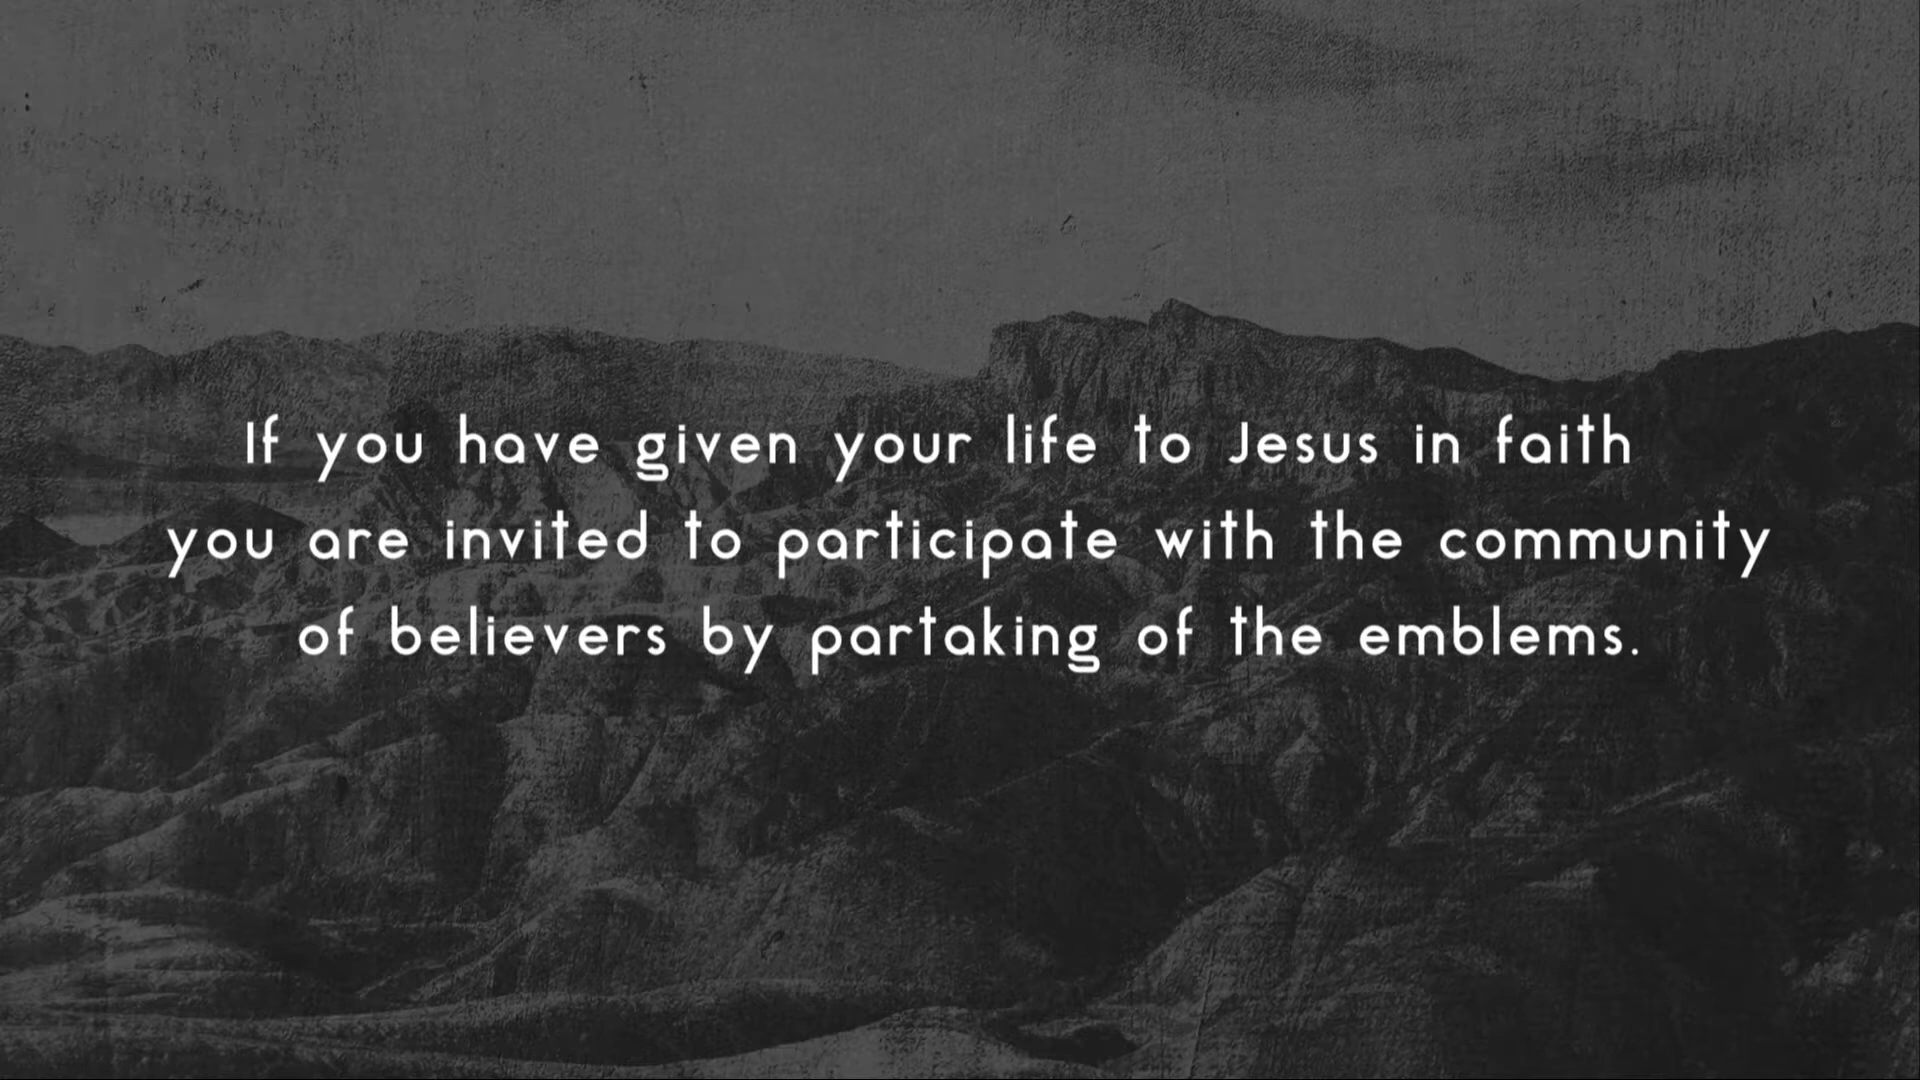 If you have given your life to Jesus in faith
you are invited to participate with the community
of believers by partaking of the emblems.